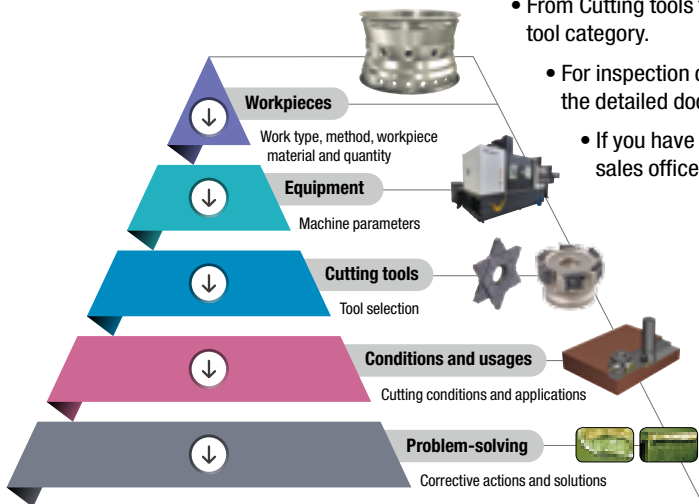 • From Cutting tools
tool category.
• For inspection
the detailed
• If you have
sales office
Workpieces
Work type, method, workpiece
material and quantity
Equipment
Machine parameters
Cutting tools
Tool selection
Conditions and usages
Cutting conditions and applications
Problem-solving
Corrective actions and solutions